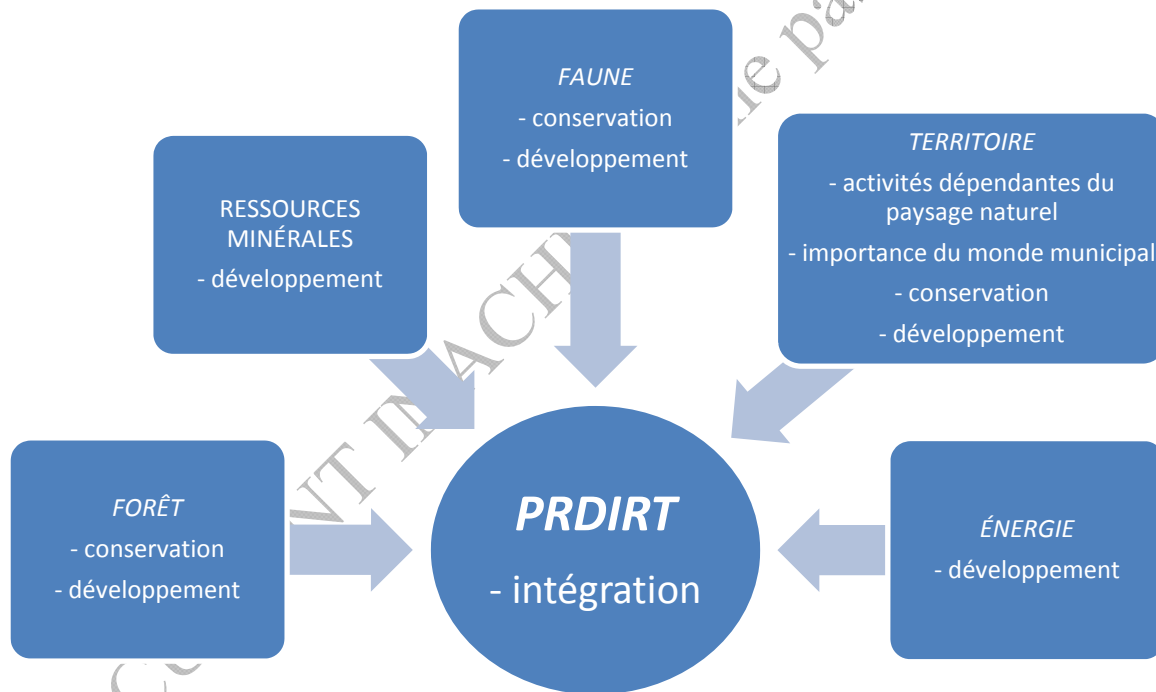 FAUNE
- conservation
- développement
RESSOURCES
MINÉRALES
- développement
TERRITOIRE
- activités dépendantes du
paysage naturel
- importance du monde municipal
- conservation
- développement
FORÊT
- conservation
- développement
PRDIRT
- intégration
ÉNERGIE
- développement